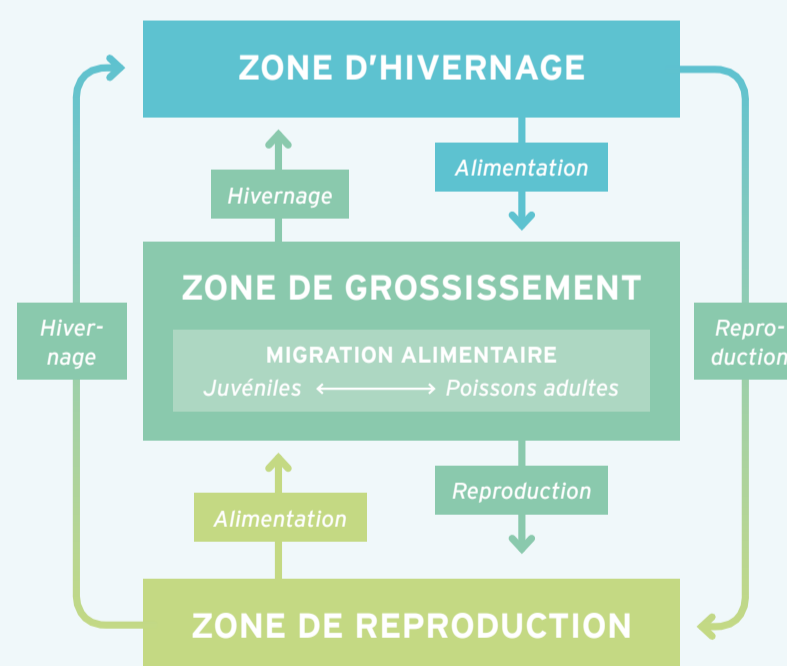 ZONE D'HIVERNAGE
Alimentation
Hivernage
ZONE DE GROSSISSEMENT
MIGRATION ALIMENTAIRE
Juvéniles Poissons adultes
Hiver-
nage
Repro-
duction
Reproduction
Alimentation
ZONE DE REPRODUCTION